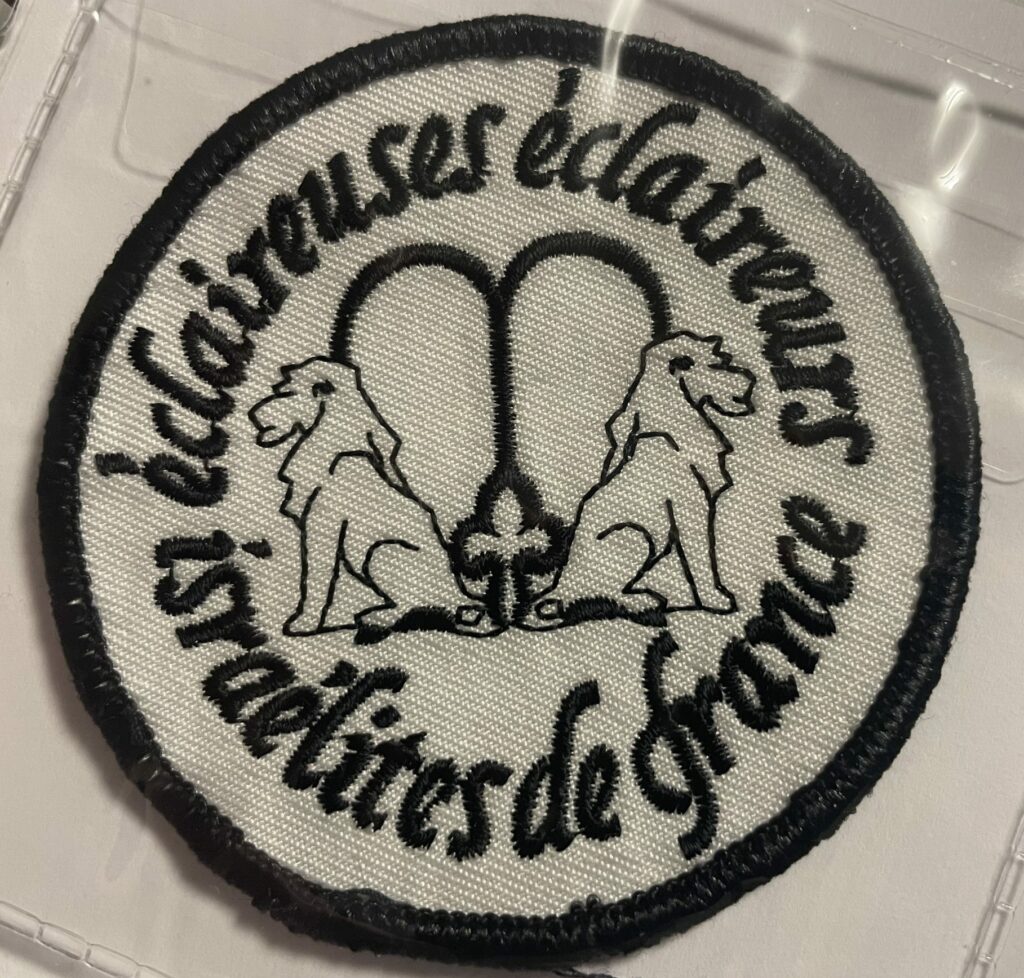 éclaireuses éclaireurs
israélites de france